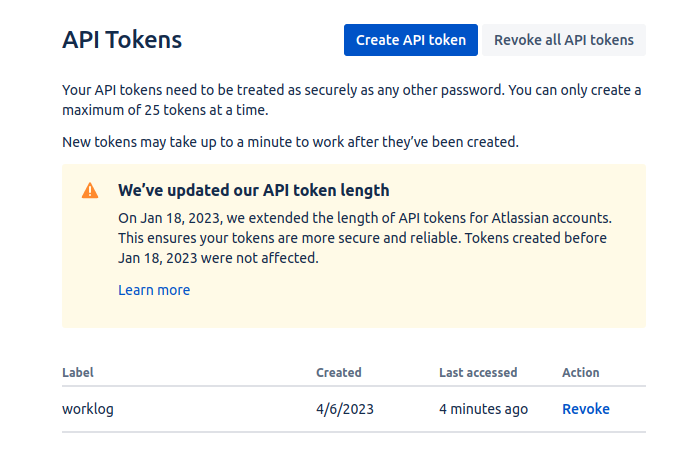 API Tokens
Create API token
Revoke all API tokens
Your API tokens need to be treated as securely as any other password. You can only create a
maximum of 25 tokens at a time.
New tokens may take up to a minute to work after they’ve been created.
We’ve updated our API token length
On Jan 18, 2023, we extended the length of API tokens for Atlassian accounts.
This ensures your tokens are more secure and reliable. Tokens created before
Jan 18, 2023 were not affected.
Learn more
Label Created Last accessed Action
worklog 4/6/2023 4 minutes ago Revoke